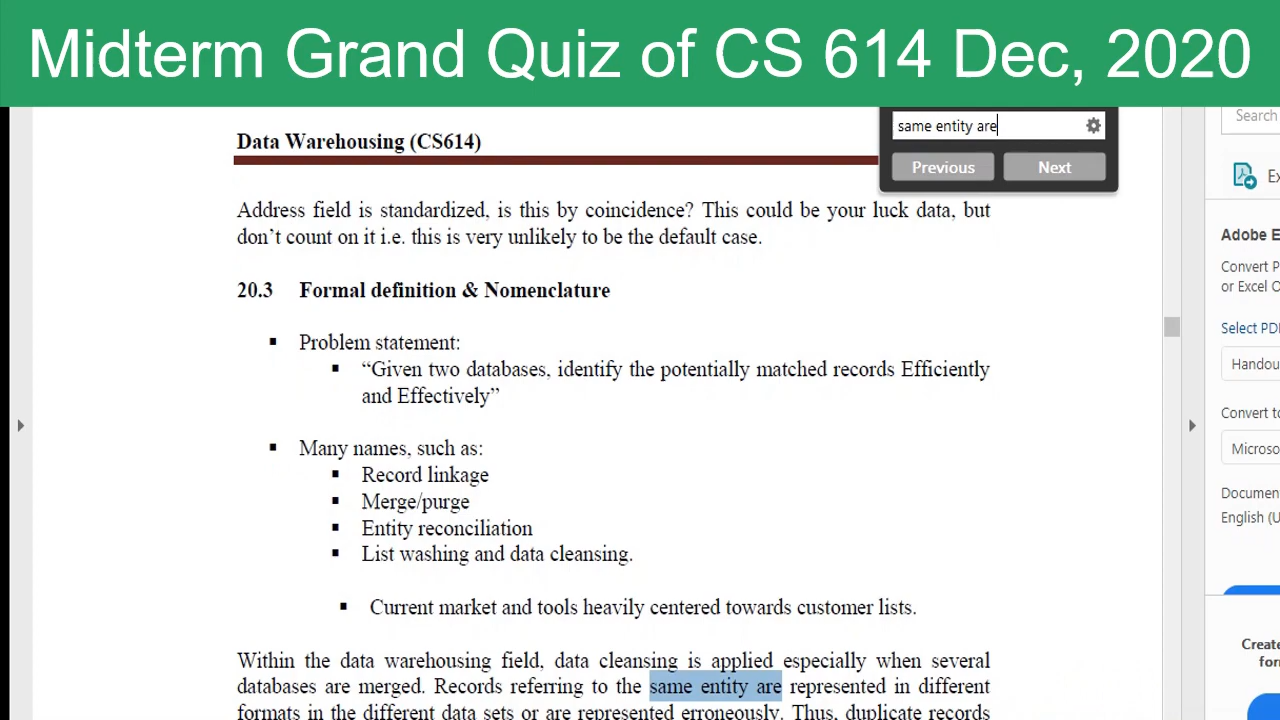 Midterm Grand Quiz of CS 614 Dec, 2020
Data Warehousing (CS614)
same entity are
Previous Next
Search
Address field is standardized, is this by coincidence? This could be your luck data, but
don’t count on it i.e. this is very unlikely to be the default case.
20.3 Formal definition & Nomenclature
▪ Problem statement:
▪ “Given two databases, identify the potentially matched records Efficiently
and Effectively”
▪ Many names, such as:
▪ Record linkage
▪ Merge/purge
▪ Entity reconciliation
▪ List washing and data cleansing.
▪ Current market and tools heavily centered towards customer lists.
Within the data warehousing field, data cleansing is applied especially when several
databases are merged. Records referring to the same entity are represented in different
formats in the different data sets or are represented erroneously. Thus, duplicate records
Ex
Adobe E
Convert P
or Excel O
Select PD
Handou
Convert to
Microso
Documen
English (U
Create
for